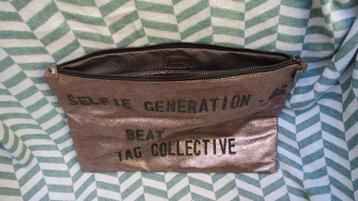 SELFIE GENERATION.
BEAT
TAG COLLECTIVE